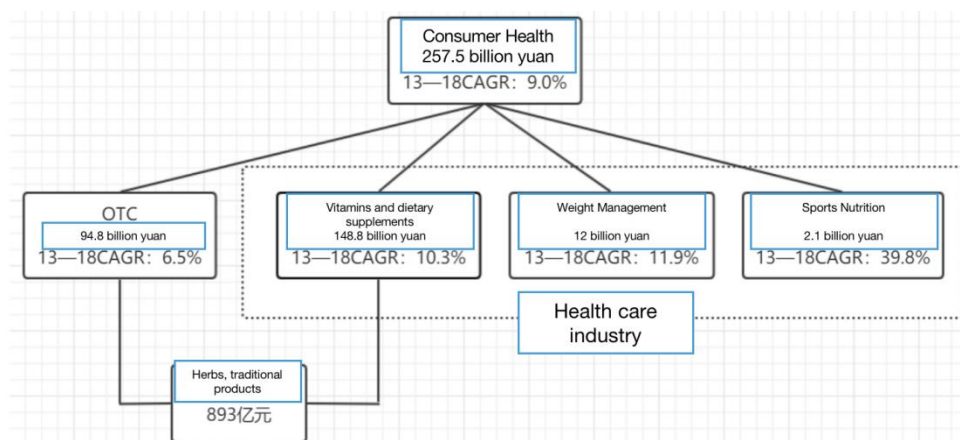 Consumer Health
257.5 billion yuan
13—18CAGR：9.0%
OTC
94.8 billion yuan
13—18CAGR：6.5%
Vitamins and dietary
supplements
148.8 billion yuan
13—18CAGR：10.3%
Weight Management
12 billion yuan
13—18CAGR：11.9%
Sports Nutrition
2.1 billion yuan
13—18CAGR：39.8%
Health care
industry
Herbs, traditional
products
893亿元